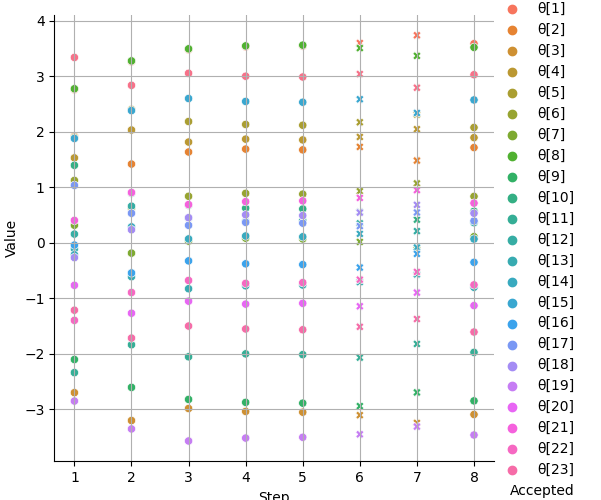 4
3
2
1
0
−1
−2
−3
Value
1 2 3 4 5 6 7 8
Step
θ[1]
θ[2]
θ[3]
θ[4]
θ[5]
θ[6]
θ[7]
θ[8]
θ[9]
θ[10]
θ[11]
θ[12]
θ[13]
θ[14]
θ[15]
θ[16]
θ[17]
θ[18]
θ[19]
θ[20]
θ[21]
θ[22]
θ[23]
Accepted